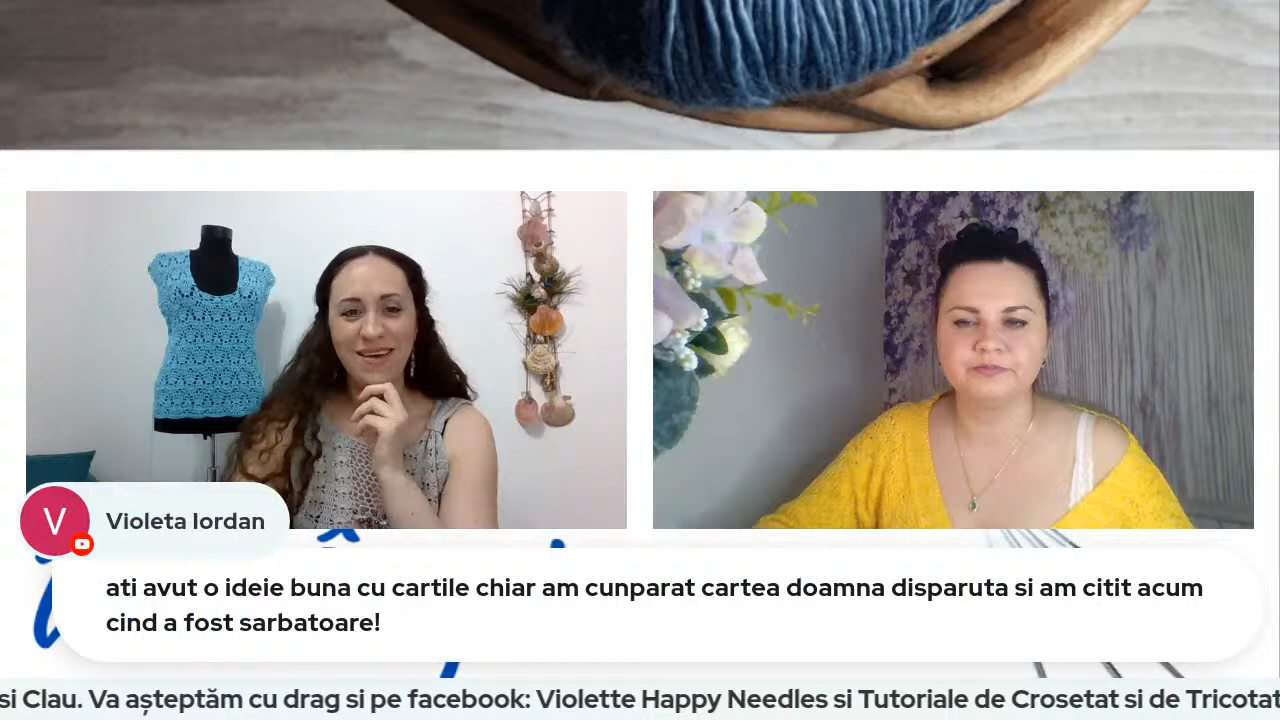 V
Violeta Iordan
ati avut o ideie buna cu cartile chiar am cunparat cartea doamna disparuta si am citit acum
cind a fost sarbatoare!
si Clau. Va așteptăm cu drag si pe facebook: Violette Happy Needles si Tutoriale de Crosetat si de Tricotat